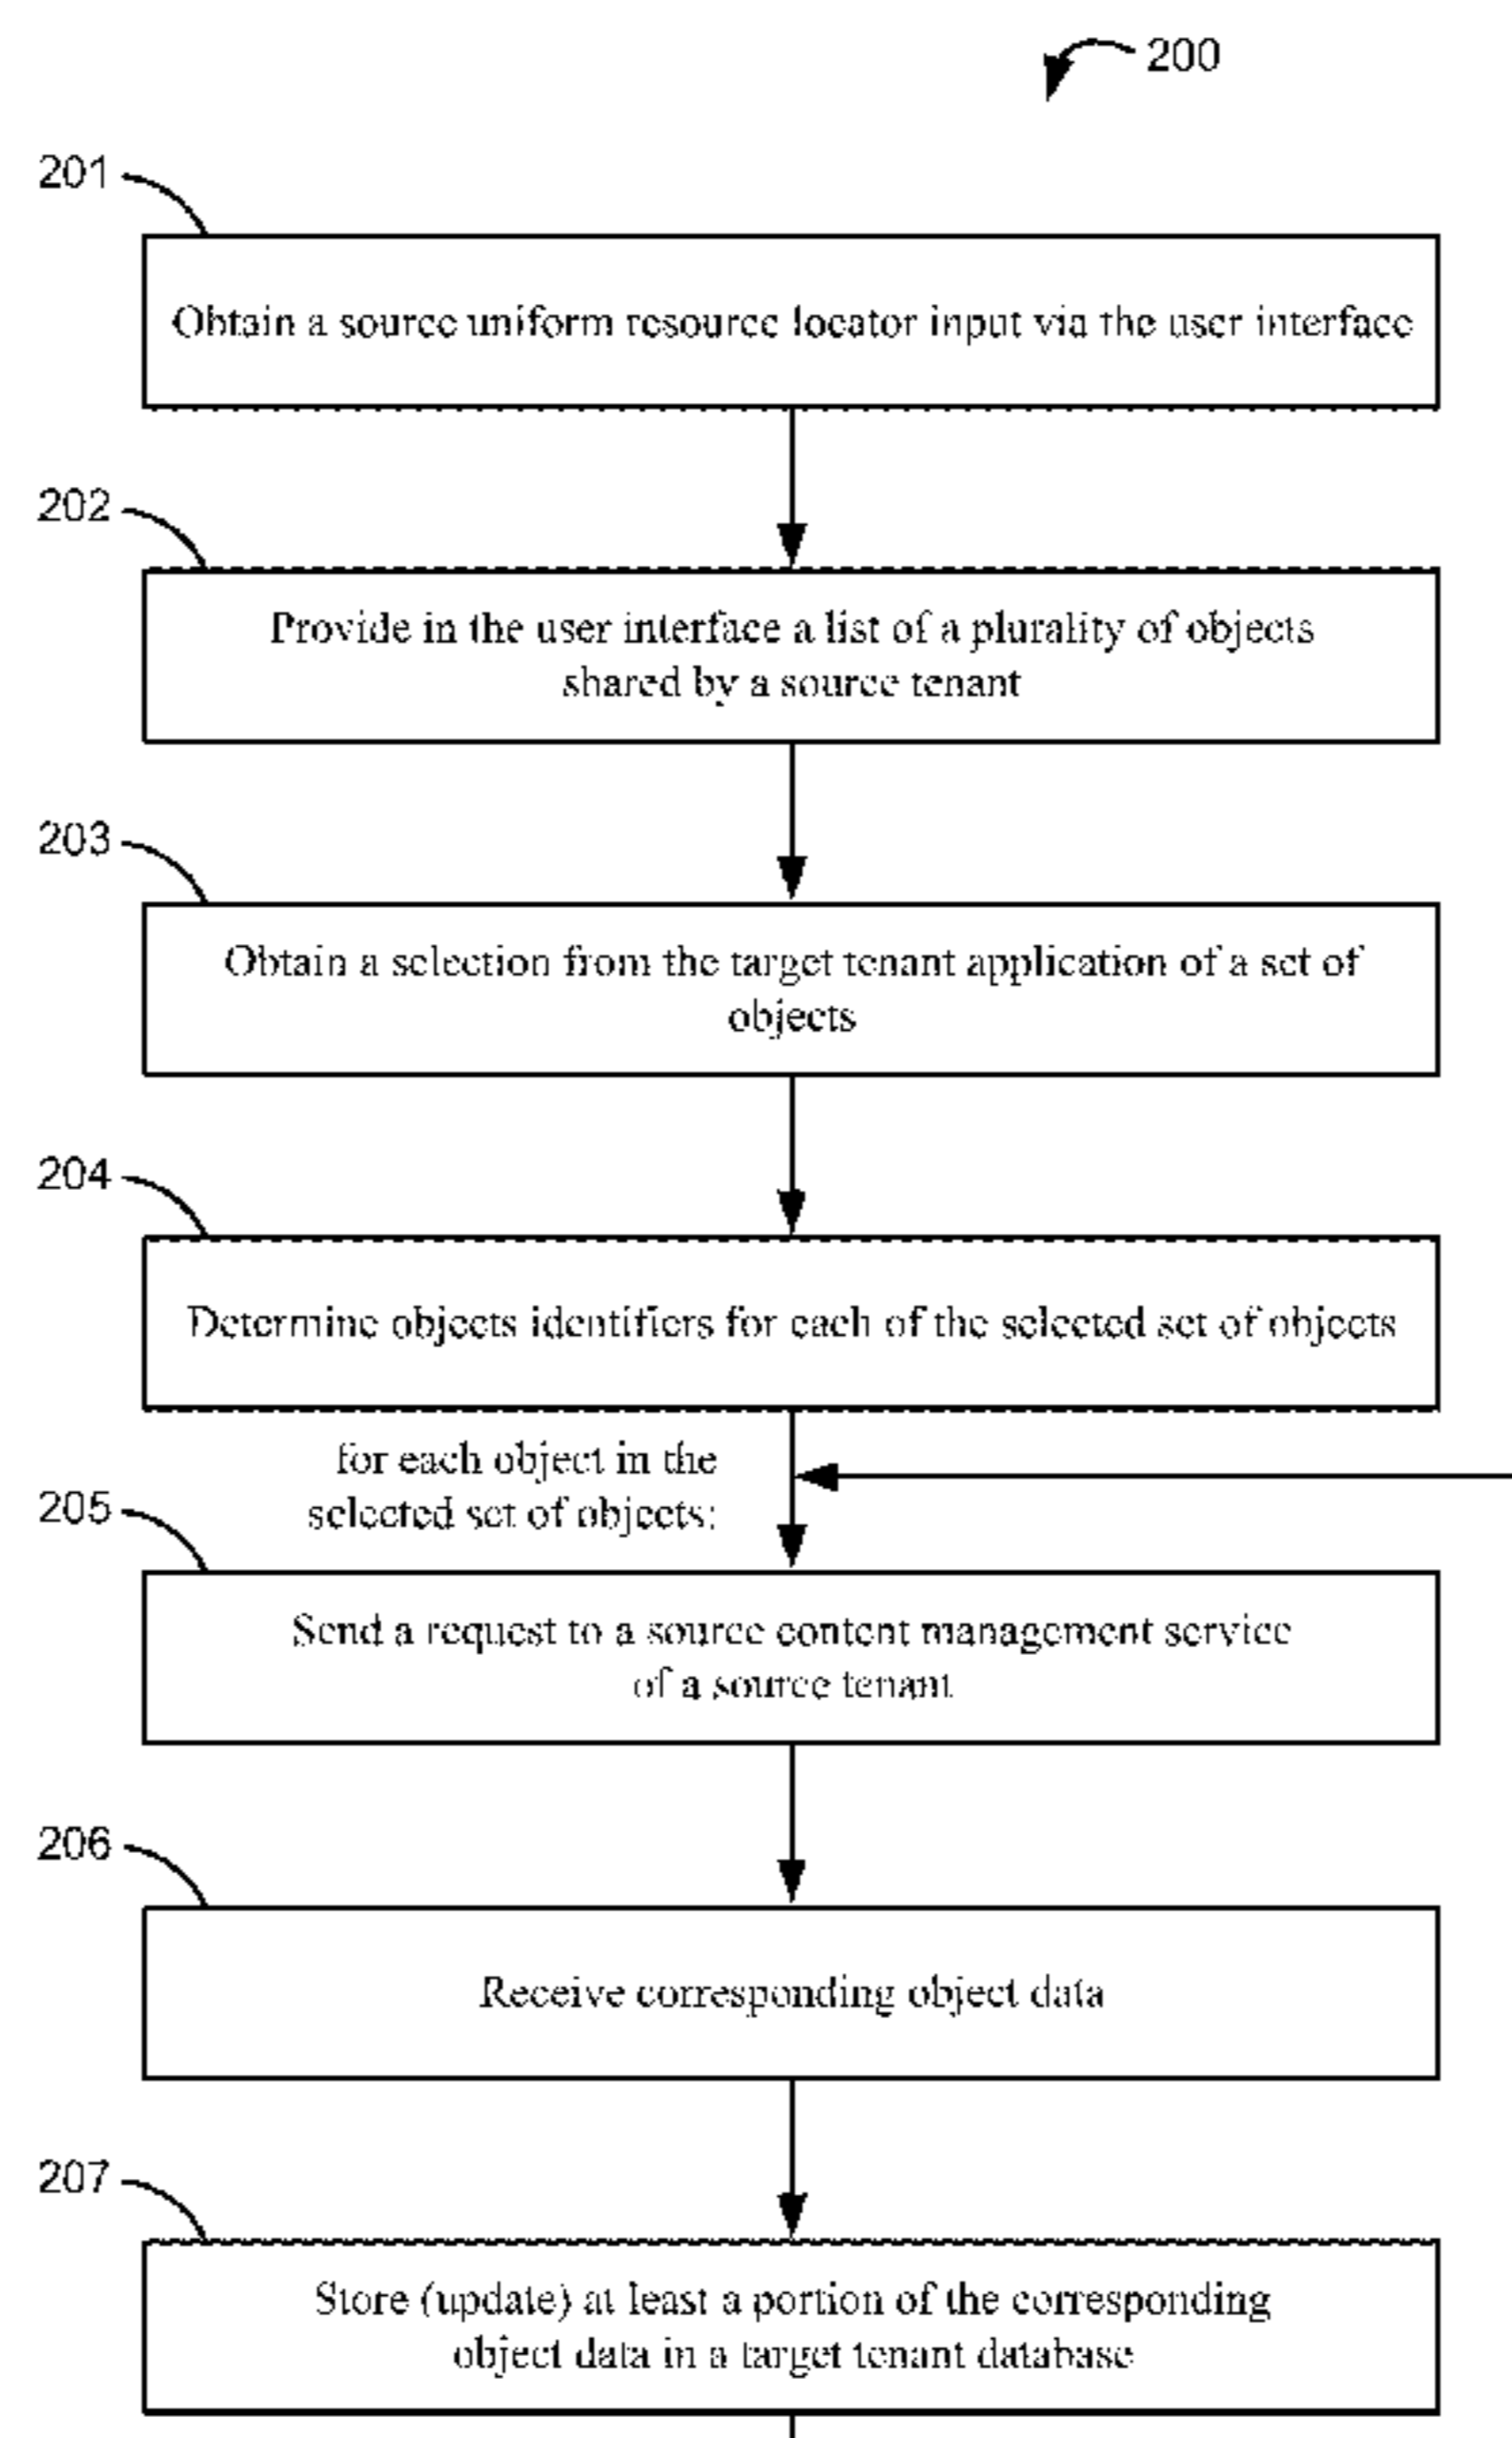 200
201
Obtain a source uniform resource locator input via the user interface
202
Provide in the user interface a list of a plurality of objects
shared by a source tenant
203
Obtain a selection from the target tenant application of a set of
objects
204
Determine objects identifiers for each of the selected set of objects
for each object in the
selected set of objects:
205
Send a request to a source content management service
of a source tenant
206
Receive corresponding object data
207
Store (update) at least a portion of the corresponding
object data in a target tenant database